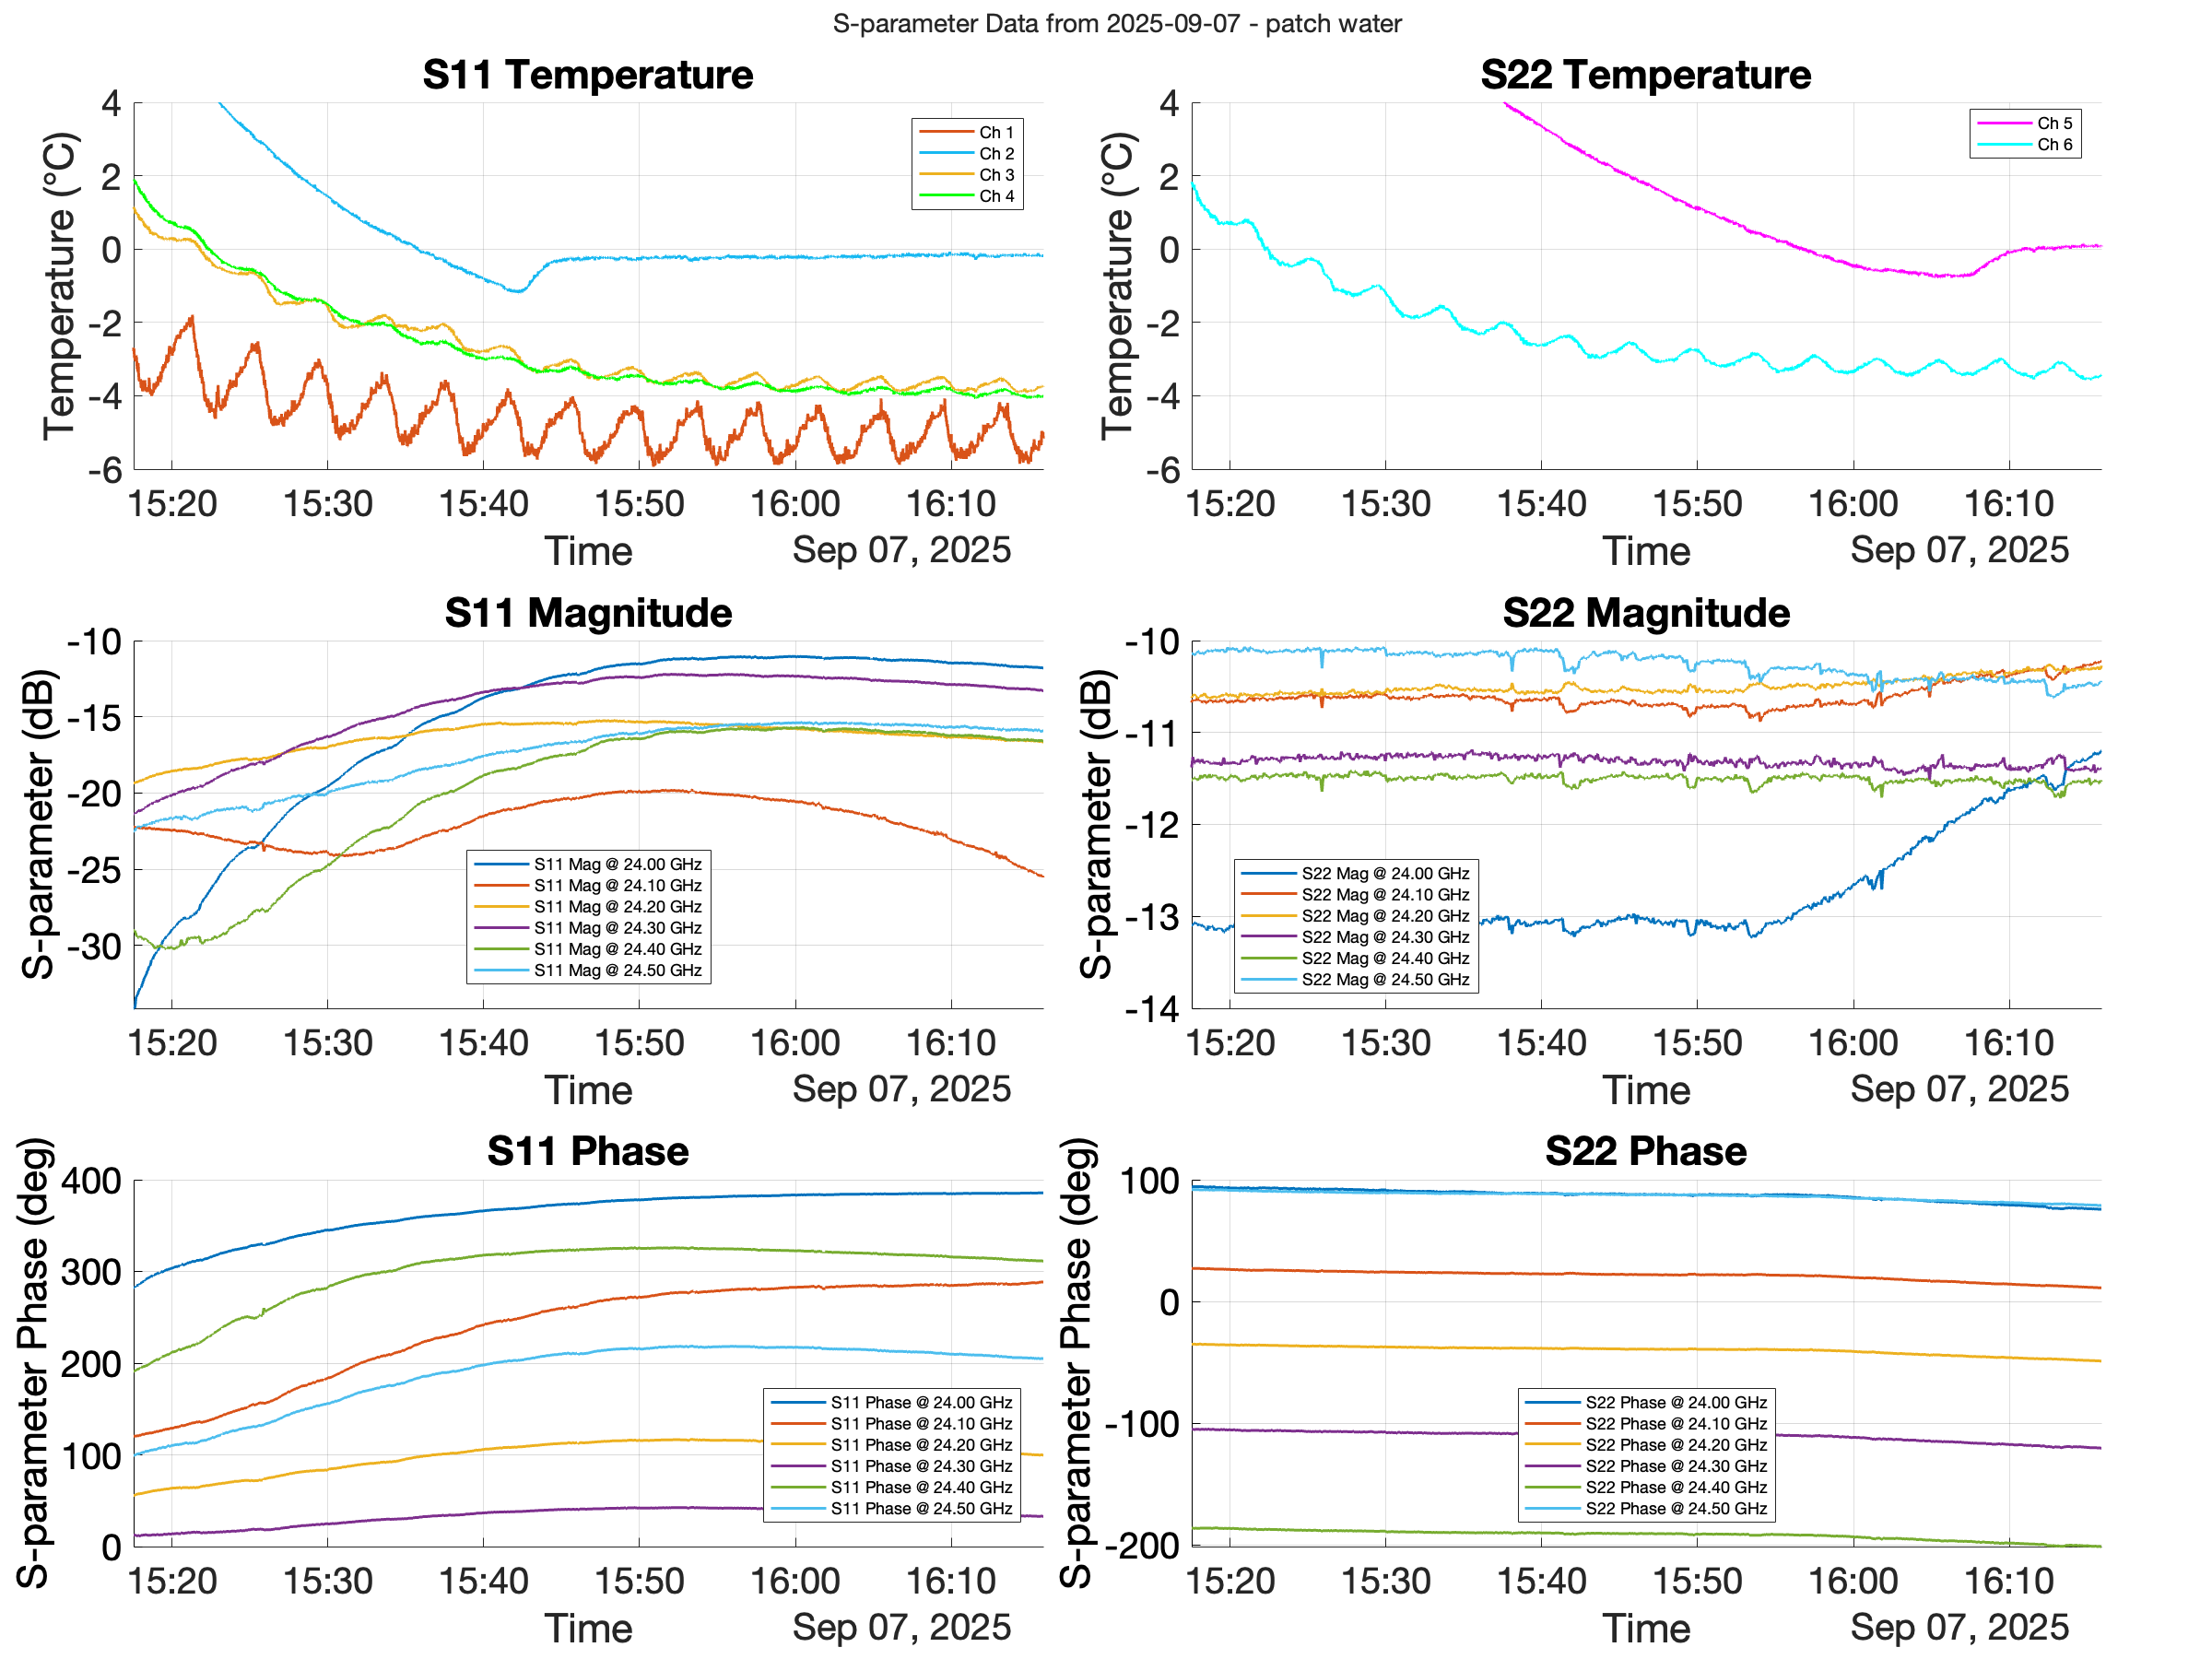 S-parameter Data from 2025-09-07 - patch water
S11 Temperature
Temperature (°C)
4
2
0
-2
-4
-6
Ch 1
Ch 2
Ch 3
Ch 4
15:20 15:30 15:40 15:50 16:00 16:10
Time
Sep 07, 2025
S22 Temperature
Temperature (°C)
4
2
0
-2
-4
-6
Ch 5
Ch 6
15:20 15:30 15:40 15:50 16:00 16:10
Time
Sep 07, 2025
S11 Magnitude
S-parameter (dB)
-10
-15
-20
-25
-30
S11 Mag @ 24.00 GHz
S11 Mag @ 24.10 GHz
S11 Mag @ 24.20 GHz
S11 Mag @ 24.30 GHz
S11 Mag @ 24.40 GHz
S11 Mag @ 24.50 GHz
15:20 15:30 15:40 15:50 16:00 16:10
Time
Sep 07, 2025
S22 Magnitude
S-parameter (dB)
-10
-11
-12
-13
-14
S22 Mag @ 24.00 GHz
S22 Mag @ 24.10 GHz
S22 Mag @ 24.20 GHz
S22 Mag @ 24.30 GHz
S22 Mag @ 24.40 GHz
S22 Mag @ 24.50 GHz
15:20 15:30 15:40 15:50 16:00 16:10
Time
Sep 07, 2025
S11 Phase
S-parameter Phase (deg)
400
300
200
100
0
S11 Phase @ 24.00 GHz
S11 Phase @ 24.10 GHz
S11 Phase @ 24.20 GHz
S11 Phase @ 24.30 GHz
S11 Phase @ 24.40 GHz
S11 Phase @ 24.50 GHz
15:20 15:30 15:40 15:50 16:00 16:10
Time
Sep 07, 2025
S22 Phase
S-parameter Phase (deg)
100
0
-100
-200
S22 Phase @ 24.00 GHz
S22 Phase @ 24.10 GHz
S22 Phase @ 24.20 GHz
S22 Phase @ 24.30 GHz
S22 Phase @ 24.40 GHz
S22 Phase @ 24.50 GHz
15:20 15:30 15:40 15:50 16:00 16:10
Time
Sep 07, 2025